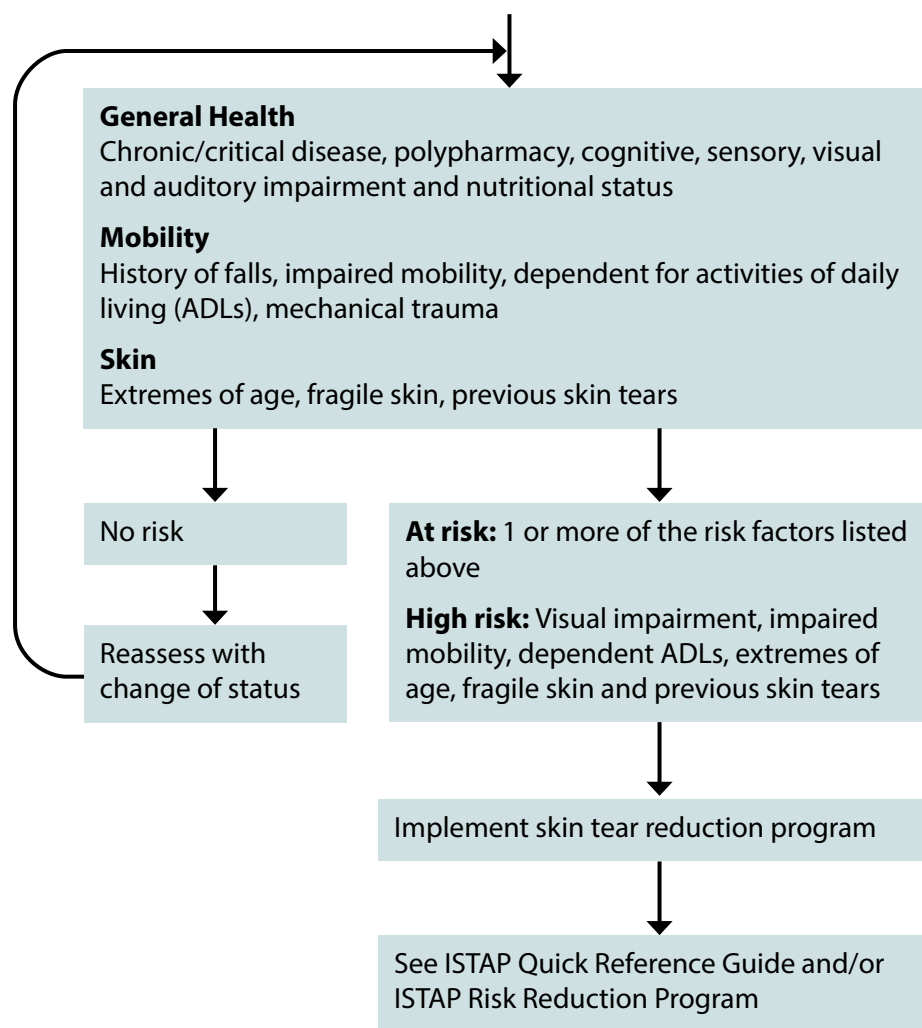 General Health
Chronic/critical disease, polypharmacy, cognitive, sensory, visual
and auditory impairment and nutritional status
Mobility
History of falls, impaired mobility, dependent for activities of daily
living (ADLs), mechanical trauma
Skin
Extremes of age, fragile skin, previous skin tears
No risk
Reassess with
change of status
At risk: 1 or more of the risk factors listed
above
High risk: Visual impairment, impaired
mobility, dependent ADLs, extremes of
age, fragile skin and previous skin tears
Implement skin tear reduction program
See ISTAP Quick Reference Guide and/or
ISTAP Risk Reduction Program